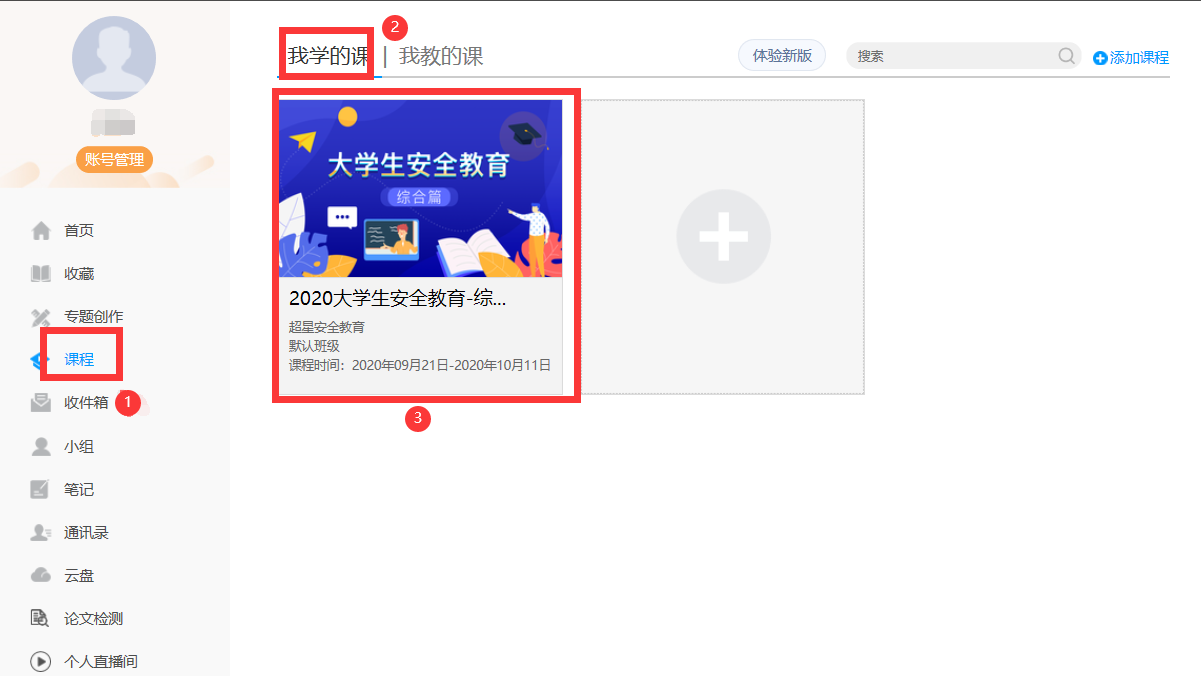 账号管理
首页
收藏
专题创作
课程
收件箱
1
小组
笔记
通讯录
云盘
论文检测
个人直播间
2
我学的课 | 我教的课
体验新版
搜索
添加课程
大学生安全教育
综合篇
2020大学生安全教育-综...
超星安全教育
默认班级
课程时间：2020年09月21日-2020年10月11日
3